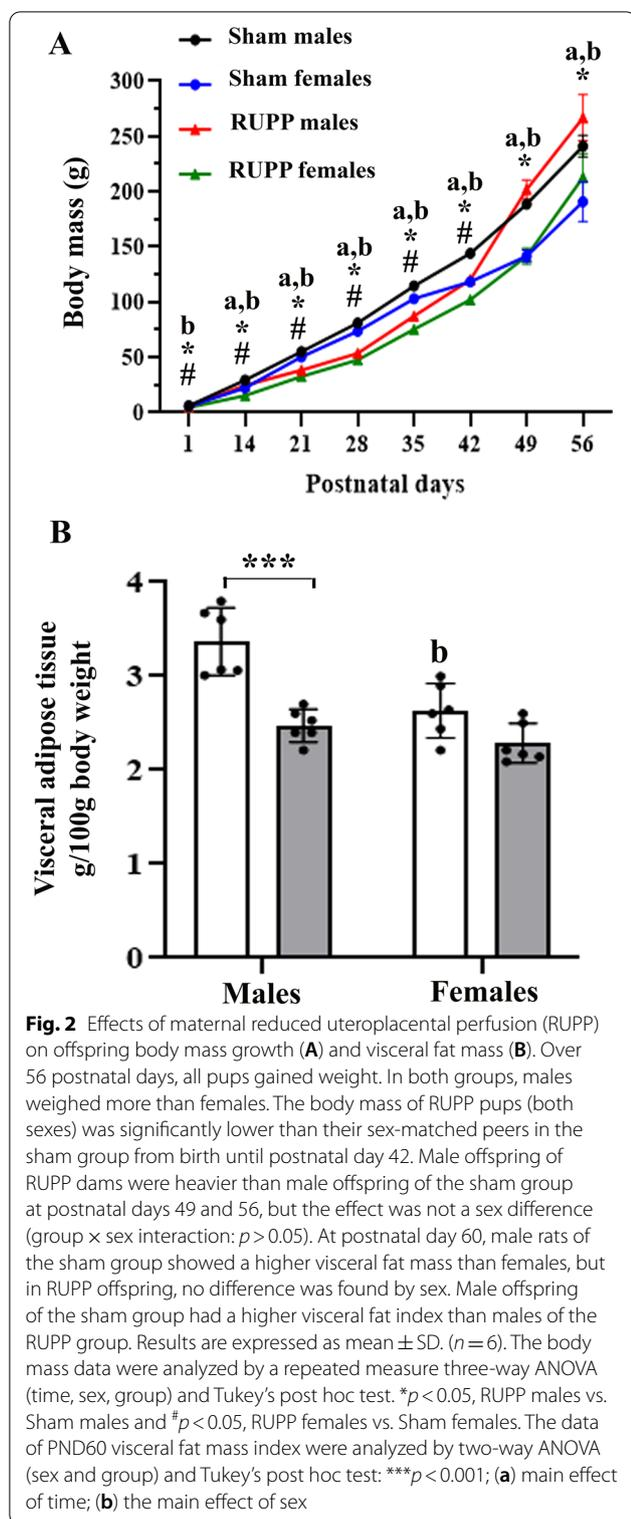 A
Sham males
Sham females
RUPP males
RUPP females
Body mass (g)
300
250
200
150
100
50
0
b
*
#
a,b
*
#
a,b
*
#
a,b
*
#
a,b
*
#
a,b
*
#
a,b
*
a,b
*
1 14 21 28 35 42 49 56
Postnatal days
B
Visceral adipose tissue
g/100g body weight
4
3
2
1
0
***
b
Males Females
Fig. 2 Effects of maternal reduced uteroplacental perfusion (RUPP)
on offspring body mass growth (A) and visceral fat mass (B). Over
56 postnatal days, all pups gained weight. In both groups, males
weighed more than females. The body mass of RUPP pups (both
sexes) was significantly lower than their sex-matched peers in the
sham group from birth until postnatal day 42. Male offspring of
RUPP dams were heavier than male offspring of the sham group
at postnatal days 49 and 56, but the effect was not a sex difference
(group × sex interaction: p > 0.05). At postnatal day 60, male rats of
the sham group showed a higher visceral fat mass than females, but
in RUPP offspring, no difference was found by sex. Male offspring
of the sham group had a higher visceral fat index than males of the
RUPP group. Results are expressed as mean ± SD. (n = 6). The body
mass data were analyzed by a repeated measure three-way ANOVA
(time, sex, group) and Tukey's post hoc test. *p < 0.05, RUPP males vs.
Sham males and #p < 0.05, RUPP females vs. Sham females. The data
of PND60 visceral fat mass index were analyzed by two-way ANOVA
(sex and group) and Tukey's post hoc test: ***p < 0.001; (a) main effect
of time; (b) the main effect of sex